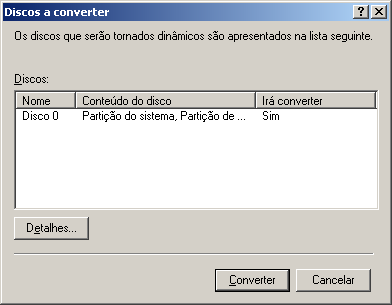 Discos a converter
Os discos que serão tornados dinâmicos são apresentados na lista seguinte.
Discos:
Nome Conteúdo do disco Irá converter
Disco 0 Partição do sistema, Partição de ... Sim
Detalhes...
Converter Cancelar